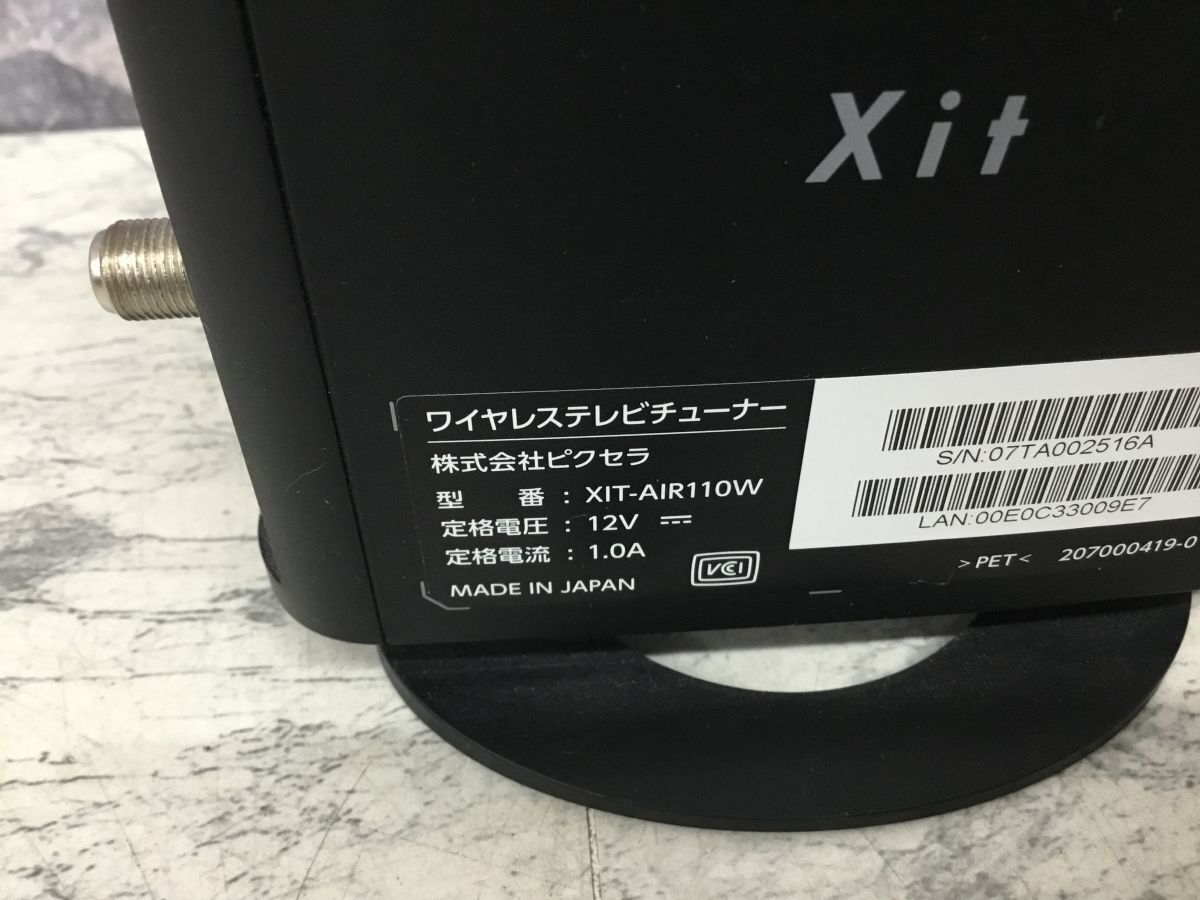 Xit
ワイヤレステレビチューナー
株式会社ピクセラ
型 番 : XIT-AIR110W
定格電圧 : 12V ⎓
定格電流 : 1.0A
MADE IN JAPAN
VCCI
S/N:07TA002516A
LAN:00E0C33009E7
>PET< 207000419-0